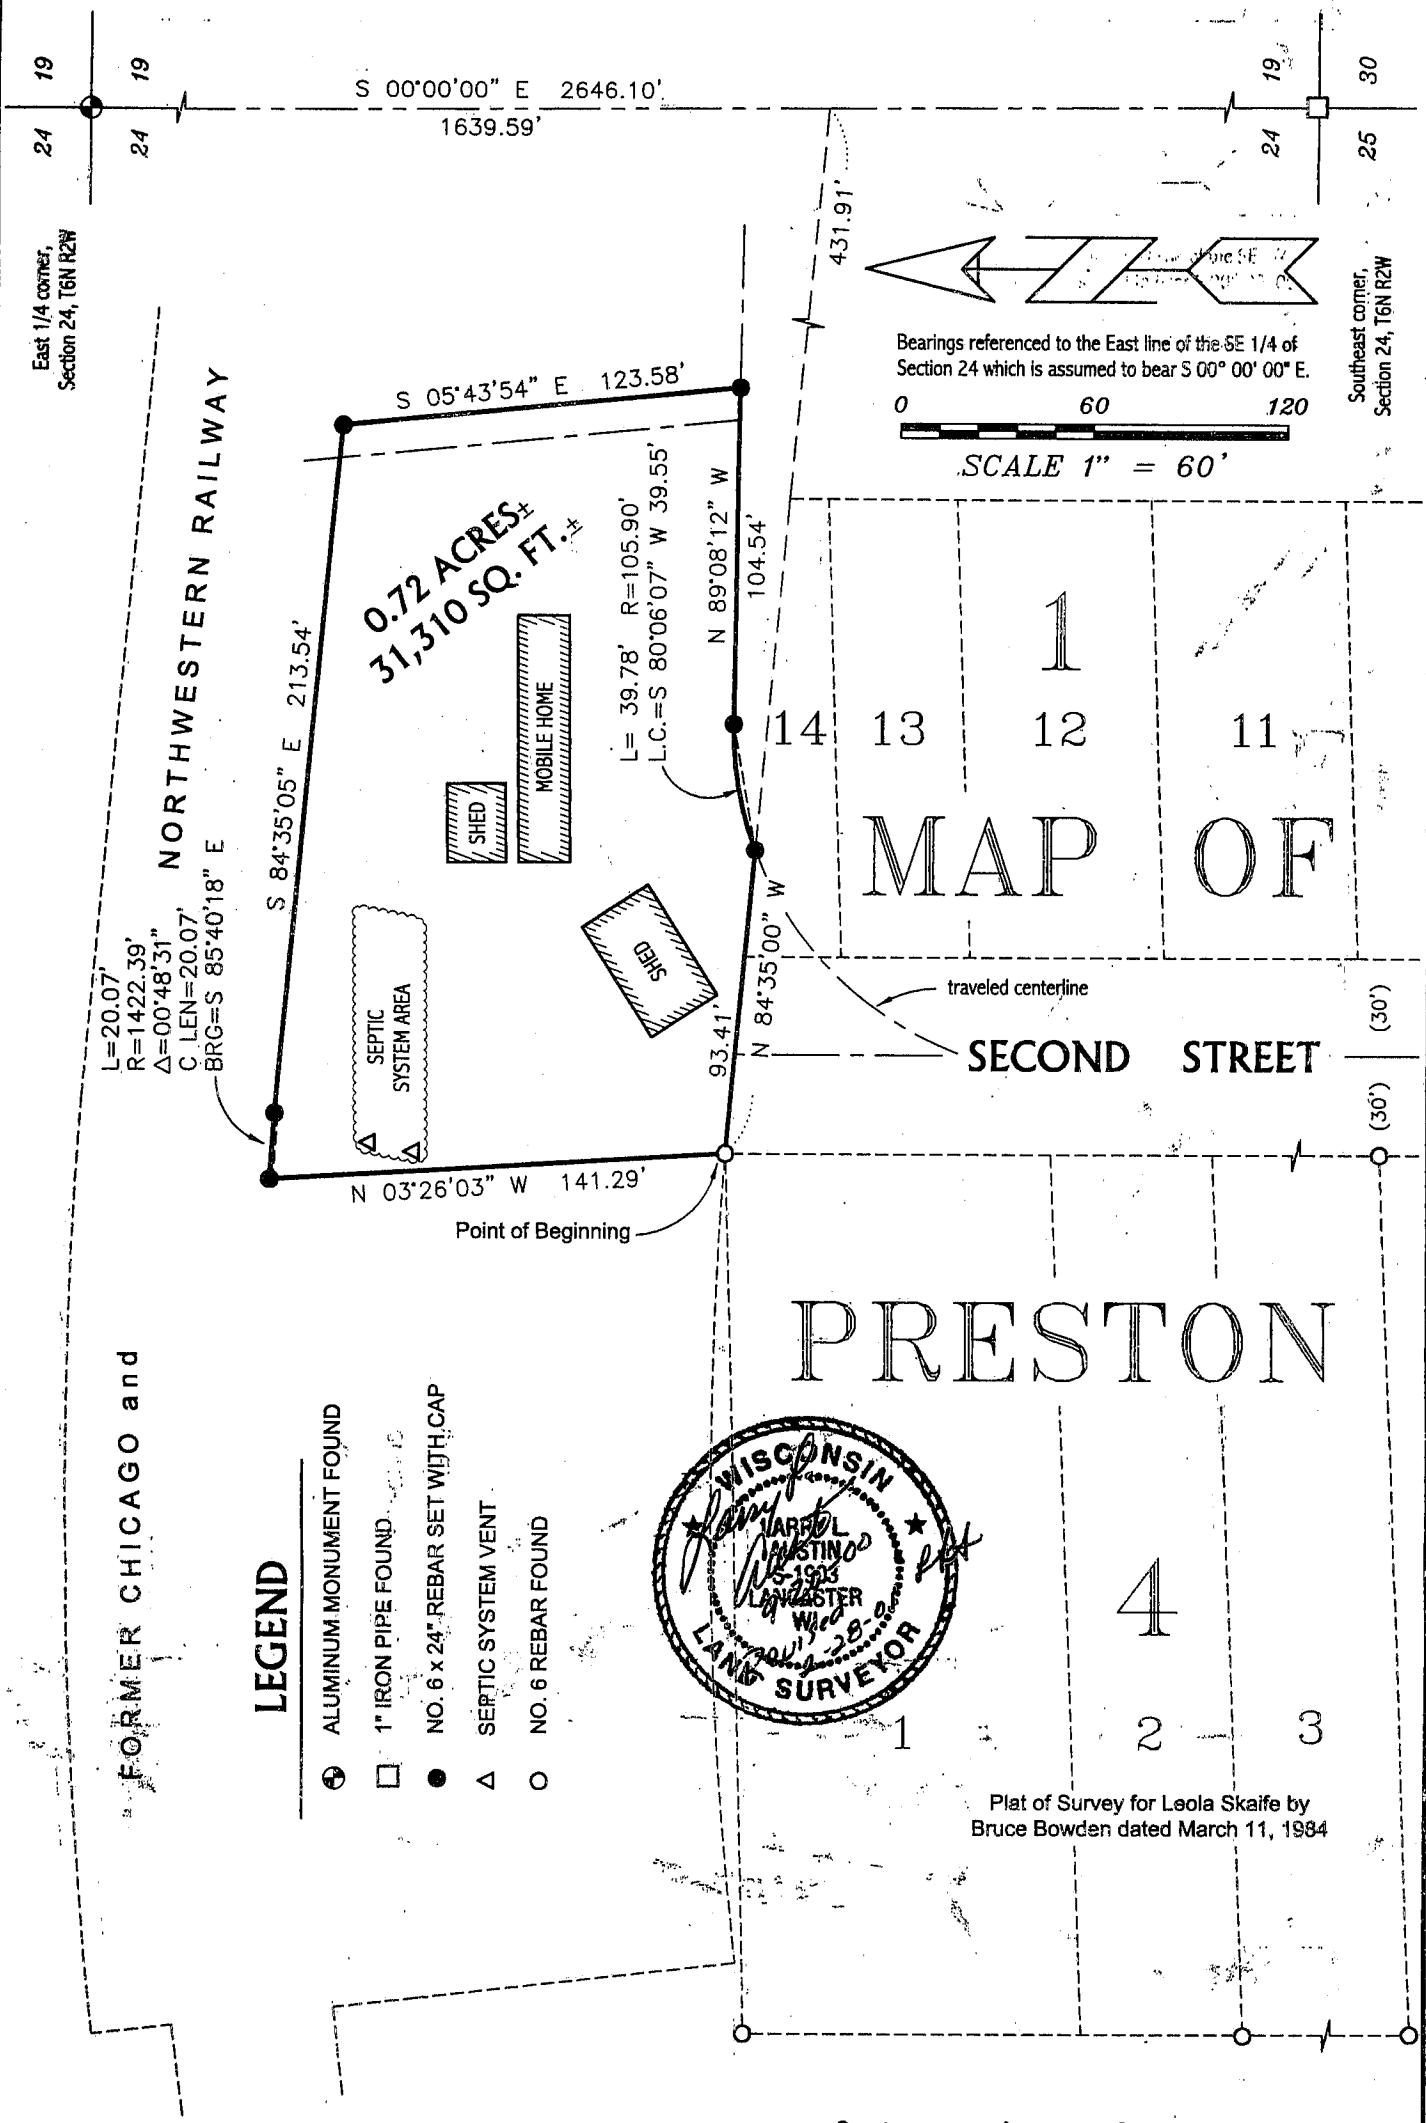 19
19
24
24
East 1/4 corner,
Section 24, T6N R2W
S 00°00'00" E 2646.10'
1639.59'
19
30
24
25
Southeast corner,
Section 24, T6N R2W
431.91'
Bearings referenced to the East line of the SE 1/4 of
Section 24 which is assumed to bear S 00° 00' 00" E.
0 60 120
SCALE 1" = 60'
S 05°43'54" E 123.58'
0.72 ACRES±
31,310 SQ. FT.±
L= 39.78' R=105.90'
L.C.=S 80°06'07" W 39.55'
N 89°08'12" W
104.54'
S 84°35'05" E 213.54'
NORTHWESTERN RAILWAY
L=20.07'
R=1422.39'
Δ=00°48'31"
C LEN=20.07'
BRG=S 85°40'18" E
MOBILE HOME
SHED
SHED
SEPTIC
SYSTEM AREA
1
14 13 12 11
MAP OF
93.41'
N 84°35'00" W
traveled centerline
SECOND STREET
(30')
(30')
N 03°26'03" W 141.29'
Point of Beginning
PRESTON
FORMER CHICAGO and
LEGEND
ALUMINUM MONUMENT FOUND
1" IRON PIPE FOUND
NO. 6 x 24" REBAR SET WITH CAP
SEPTIC SYSTEM VENT
NO. 6 REBAR FOUND
WISCONSIN
LARRY L.
AUSTIN
S-1903
LANCASTER
WI
LAND SURVEYOR
4
1 2 3
Plat of Survey for Leola Skaife by
Bruce Bowden dated March 11, 1984